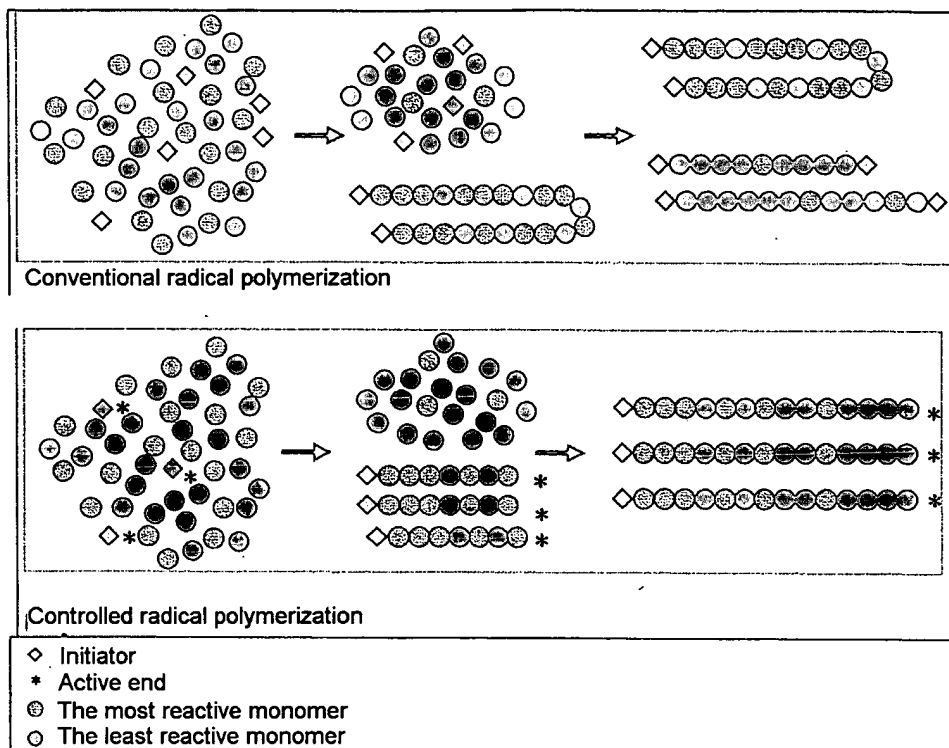 Conventional radical polymerization
Controlled radical polymerization
Initiator
* Active end
The most reactive monomer
The least reactive monomer